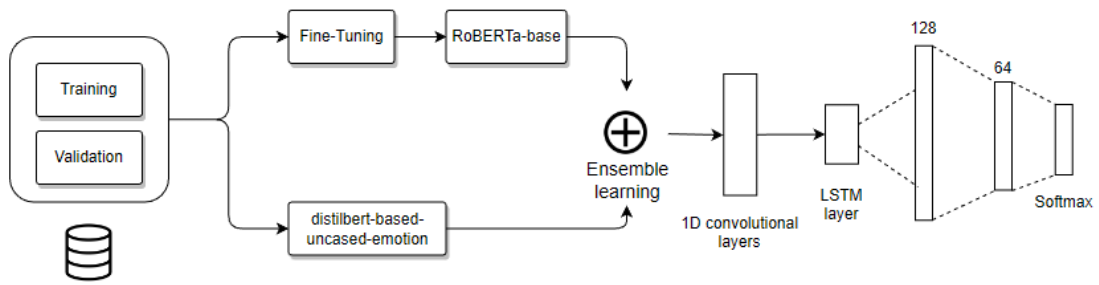 Training
Validation
Fine-Tuning
RoBERTa-base
distilbert-based-
uncased-emotion
Ensemble
learning
1D convolutional
layers
LSTM
layer
128
64
Softmax